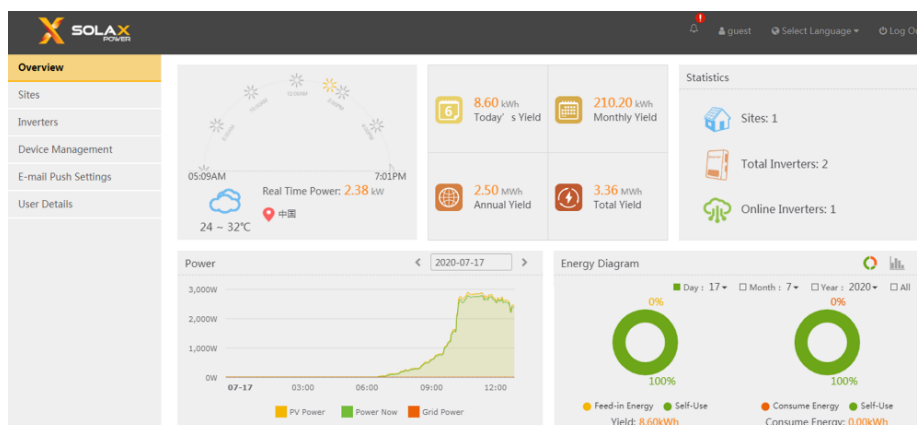 SOLAX
POWER
guest
Select Language
Log Ou
Overview
Sites
Inverters
Device Management
E-mail Push Settings
User Details
12:00AM
05:09AM
7:01PM
Real Time Power: 2.38 kW
中国
24 ~ 32℃
6
8.60 kWh
Today' s Yield
210.20 kWh
Monthly Yield
2.50 MWh
Annual Yield
3.36 MWh
Total Yield
Statistics
Sites: 1
Total Inverters: 2
Online Inverters: 1
Power
2020-07-17
3,000W
2,000W
1,000W
0W
07-17
03:00
06:00
09:00
12:00
PV Power
Power Now
Grid Power
Energy Diagram
Day : 17
Month : 7
Year : 2020
All
0%
100%
Feed-in Energy
Self-Use
Yield: 8.60kWh
0%
100%
Consume Energy
Self-Use
Consume Energy: 0.00kWh